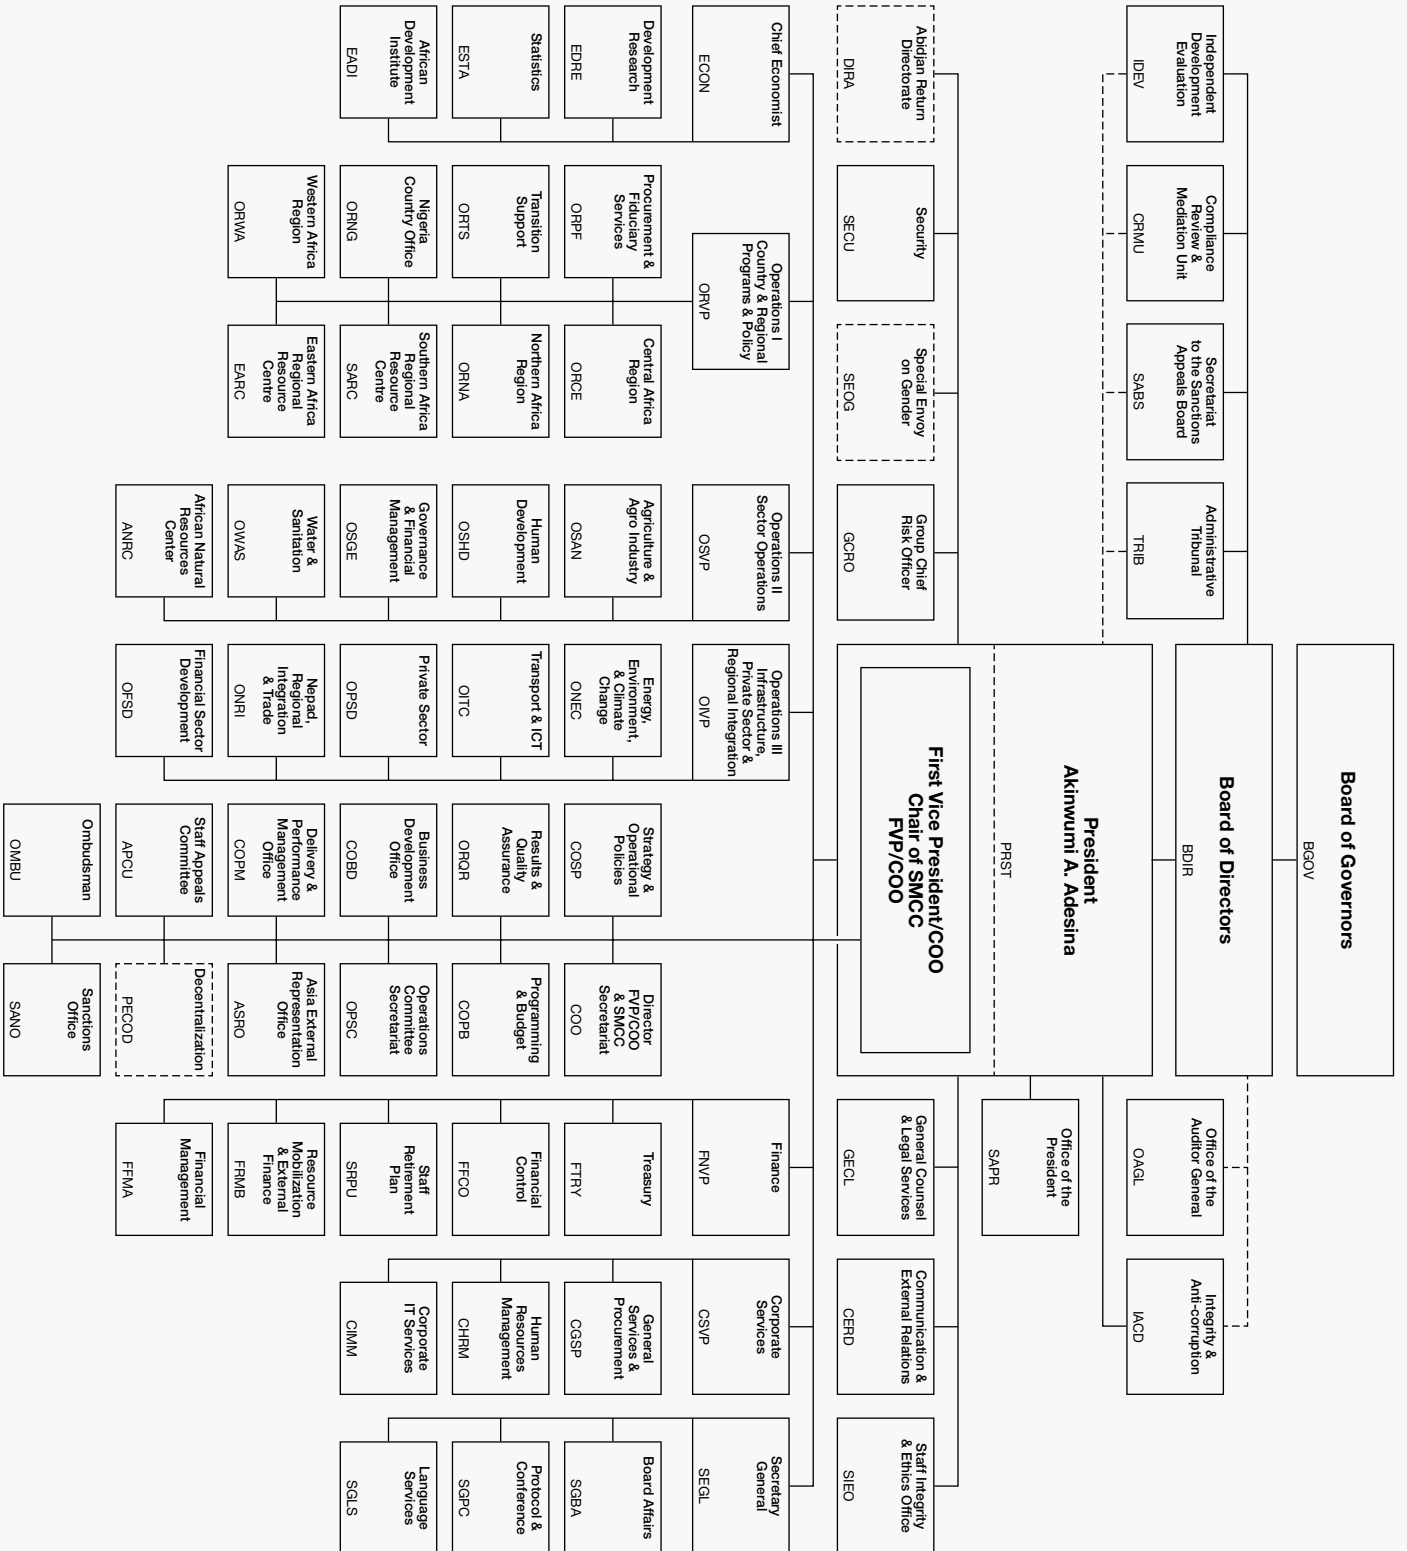 Board of Governors
BGOV
Board of Directors
BDIR
President
Akinwumi A. Adesina
PRST
First Vice President/COO
Chair of SMCC
FVP/COO
Independent
Development
Evaluation
IDEV
Compliance
Review &
Mediation Unit
CRMU
Secretariat
to the Sanctions
Appeals Board
SABS
Administrative
Tribunal
TRIB
Office of the
Auditor General
OAGL
Integrity &
Anti-corruption
IACD
Office of the
President
SAPR
Abidjan Return
Directorate
DIRA
Security
SECU
Special Envoy
on Gender
SEOG
Group Chief
Risk Officer
GCRO
General Counsel
& Legal Services
GECL
Communication &
External Relations
CERD
Staff Integrity
& Ethics Office
SIEO
Chief Economist
ECON
Development
Research
EDRE
Statistics
ESTA
African
Development
Institute
EADI
Operations I
Country & Regional
Programs & Policy
ORVP
Procurement &
Fiduciary
Services
ORPF
Central Africa
Region
ORCE
Transition
Support
ORTS
Northern Africa
Region
ORNA
Nigeria
Country Office
ORNG
Southern Africa
Regional
Resource
Centre
SARC
Western Africa
Region
ORWA
Eastern Africa
Regional
Resource
Centre
EARC
Operations II
Sector Operations
OSVP
Agriculture &
Agro Industry
OSAN
Human
Development
OSHD
Governance
& Financial
Management
OSGE
Water &
Sanitation
OWAS
African Natural
Resources
Center
ANRC
Operations III
Infrastructure,
Private Sector &
Regional Integration
OIVP
Energy,
Environment,
& Climate
Change
ONEC
Transport & ICT
OITC
Private Sector
OPSD
Nepad,
Regional
Integration
& Trade
ONRI
Financial Sector
Development
OFSD
Strategy &
Operational
Policies
COSP
Director
FVP/COO
& SMCC
Secretariat
COO
Results &
Quality
Assurance
ORQR
Programming
& Budget
COPB
Business
Development
Office
COBD
Operations
Committee
Secretariat
OPSC
Delivery &
Performance
Management
Office
COPM
Asia External
Representation
Office
ASRO
Staff Appeals
Committee
APCU
Decentralization
PECOD
Ombudsman
OMBU
Sanctions
Office
SANO
Finance
FNVP
Treasury
FTRY
Financial
Control
FFCO
Staff
Retirement
Plan
SRPU
Resource
Mobilization
& External
Finance
FRMB
Financial
Management
FFMA
Corporate
Services
CSVP
General
Services &
Procurement
CGSP
Human
Resources
Management
CHRM
Corporate
IT Services
CIMM
Secretary
General
SEGL
Board Affairs
SGBA
Protocol &
Conference
SGPC
Language
Services
SGLS